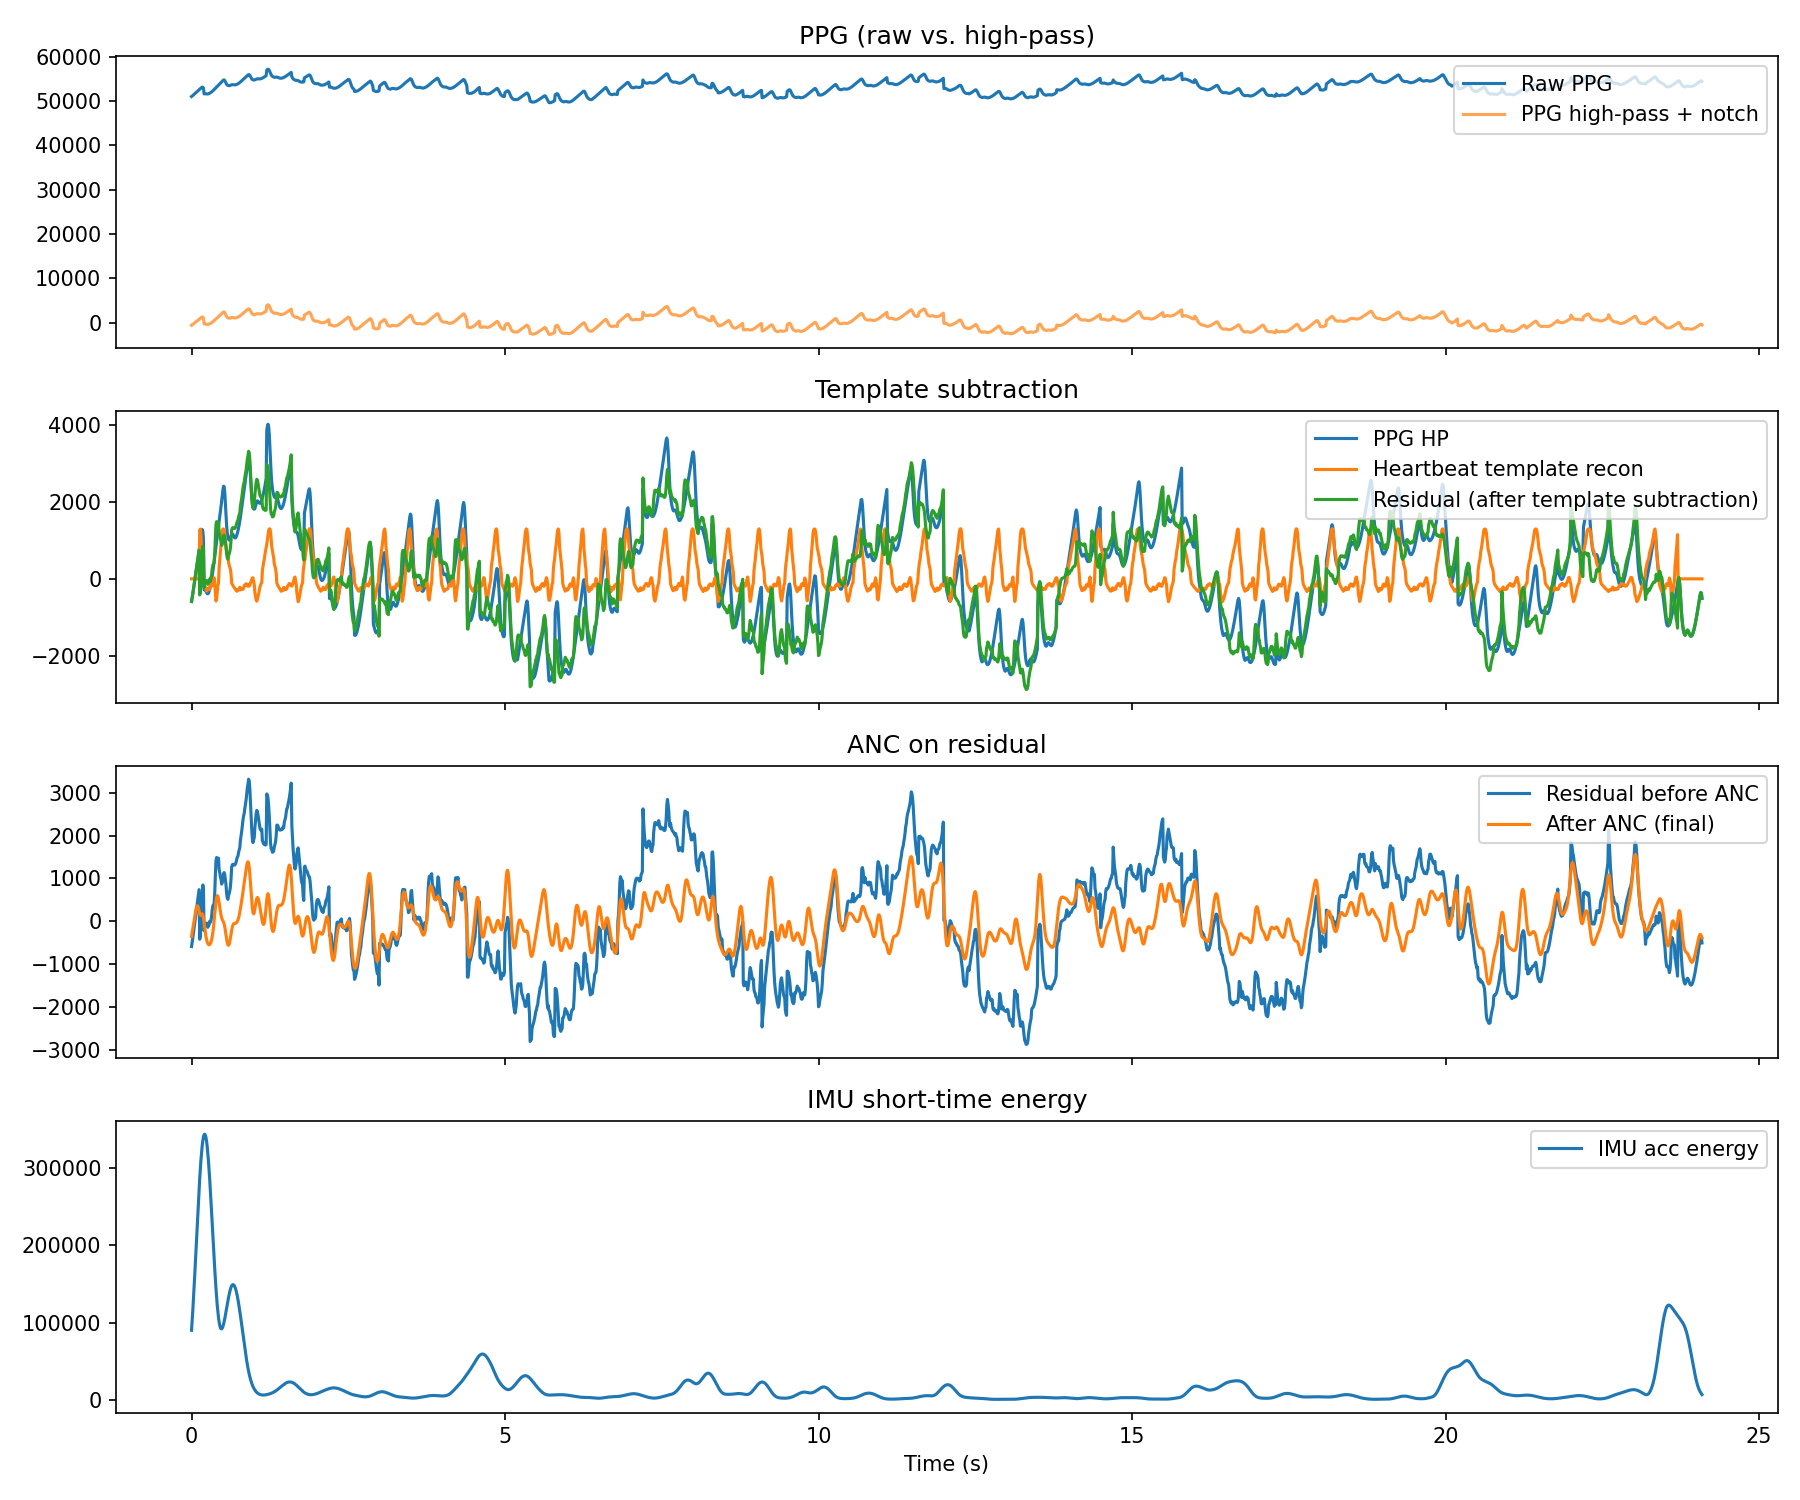 PPG (raw vs. high-pass)
60000
50000
40000
30000
20000
10000
0
Raw PPG
PPG high-pass + notch
Template subtraction
4000
2000
0
−2000
PPG HP
Heartbeat template recon
Residual (after template subtraction)
ANC on residual
3000
2000
1000
0
−1000
−2000
−3000
Residual before ANC
After ANC (final)
IMU short-time energy
300000
200000
100000
0
IMU acc energy
0 5 10 15 20 25
Time (s)